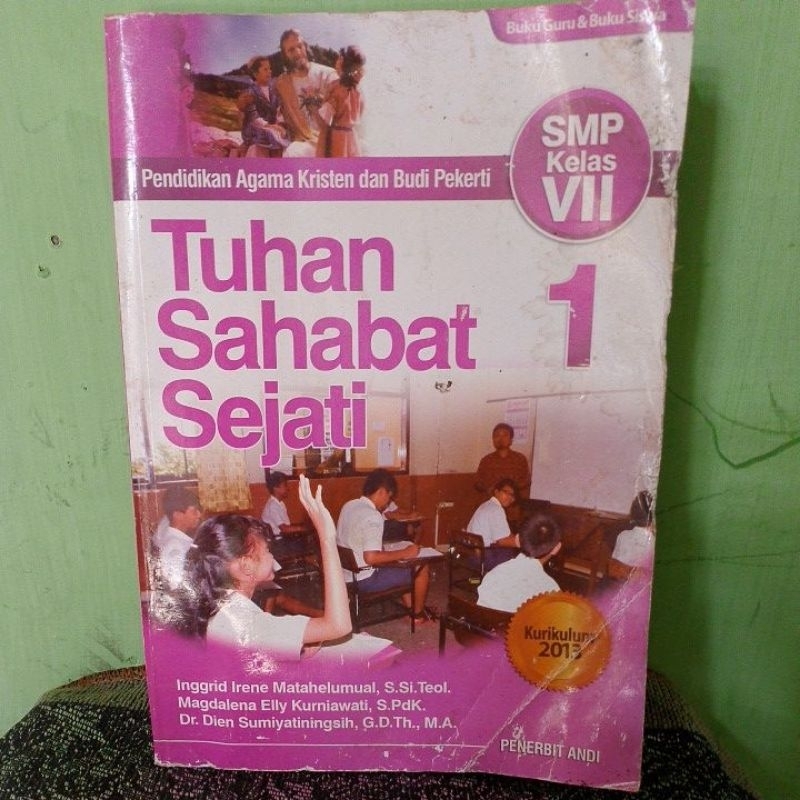 Buku Guru & Buku Siswa
SMP
Kelas
VII
Pendidikan Agama Kristen dan Budi Pekerti
Tuhan
Sahabat
Sejati
1
Kurikulum
2013
Inggrid Irene Matahelumual, S.Si.Teol.
Magdalena Elly Kurniawati, S.PdK.
Dr. Dien Sumiyatiningsih, G.D.Th., M.A.
PENERBIT ANDI